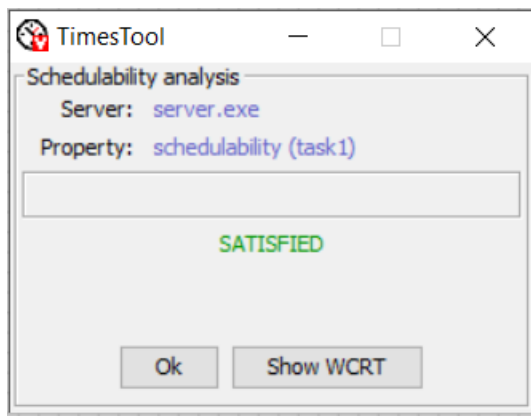 TimesTool
Schedulability analysis
Server: server.exe
Property: schedulability (task1)
SATISFIED
Ok Show WCRT